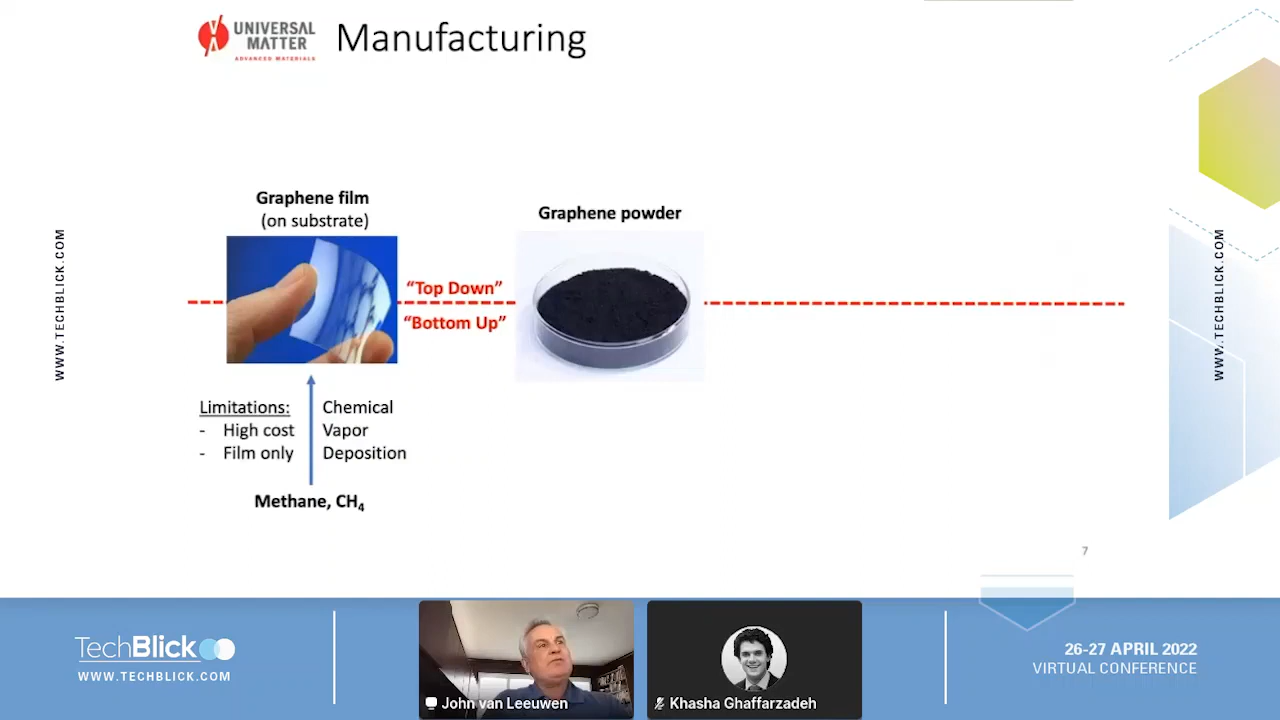 UNIVERSAL
MATTER
ADVANCED MATERIALS
Manufacturing
Graphene film
(on substrate)
Graphene powder
“Top Down”
“Bottom Up”
Limitations:
- High cost
- Film only
Chemical
Vapor
Deposition
Methane, CH₄
7
WWW.TECHBLICK.COM
WWW.TECHBLICK.COM
TechBlick
WWW.TECHBLICK.COM
John van Leeuwen
Khasha Ghaffarzadeh
26-27 APRIL 2022
VIRTUAL CONFERENCE